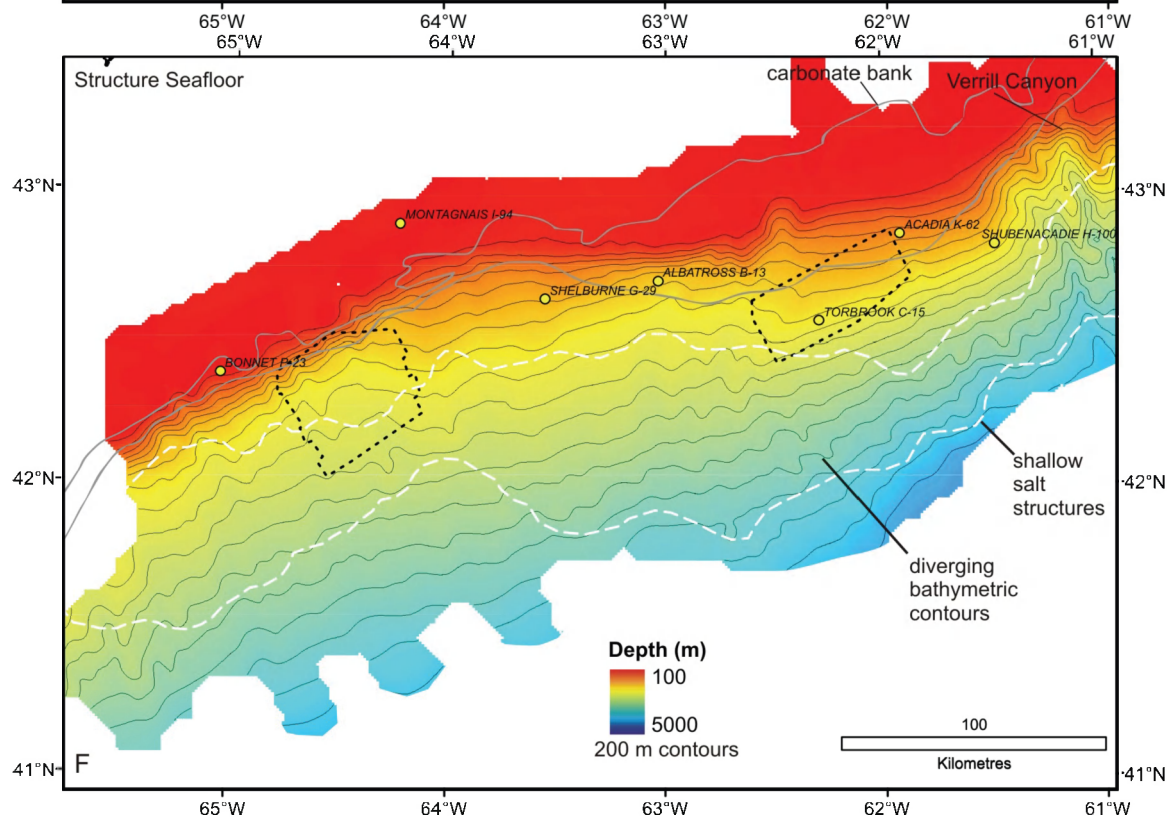 65°W 64°W 63°W 62°W 61°W
65°W 64°W 63°W 62°W 61°W
Structure Seafloor
carbonate bank
Verrill Canyon
43°N
43°N
MONTAGNAIS I-94
ACADIA K-62
SHUBENACADIE H-100
ALBATROSS B-13
SHELBURNE G-29
TORBROOK C-15
BONNET P-23
42°N
42°N
shallow
salt
structures
diverging
bathymetric
contours
Depth (m)
100
5000
200 m contours
100
Kilometres
F
41°N
41°N
65°W 64°W 63°W 62°W 61°W